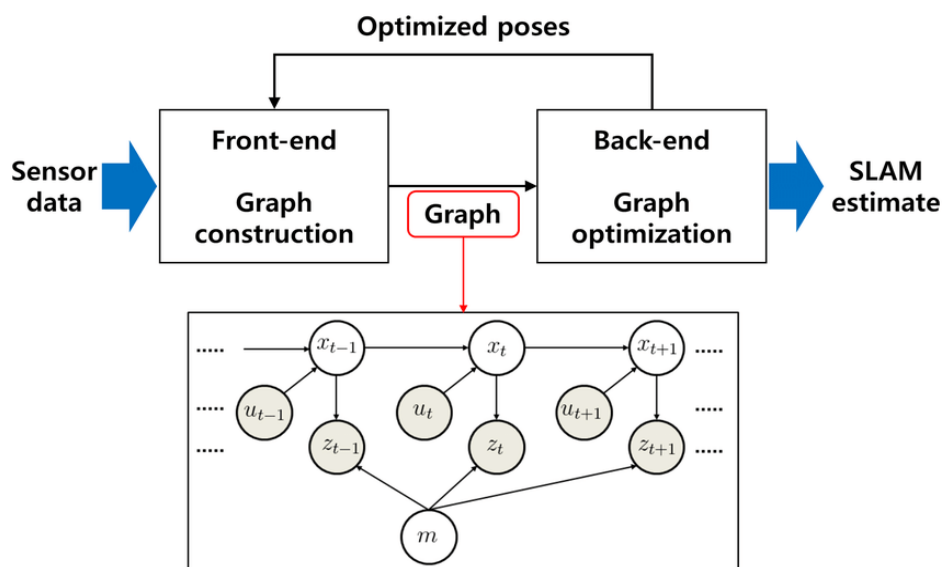 Optimized poses
Sensor
data
Front-end
Graph
construction
Graph
Back-end
Graph
optimization
SLAM
estimate
..... x_{t-1} x_t x_{t+1} .....
..... u_{t-1} u_t u_{t+1} .....
..... z_{t-1} z_t z_{t+1} .....
m